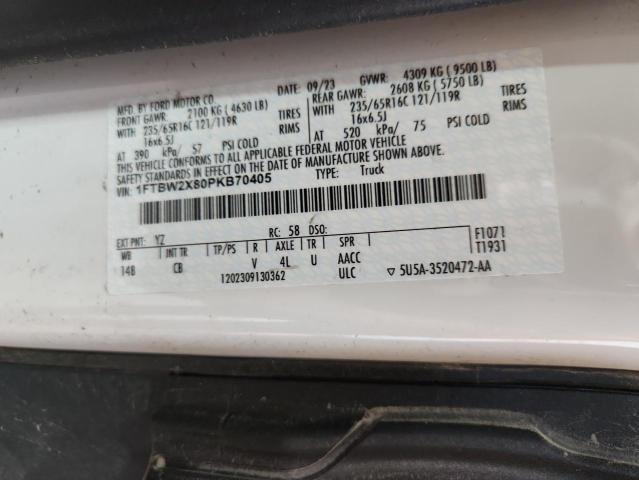 MFD. BY FORD MOTOR CO.
DATE: 09/23 GVWR: 4309 KG ( 9500 LB)
FRONT GAWR: 2100 KG ( 4630 LB) REAR GAWR: 2608 KG ( 5750 LB)
WITH 235/65R16C 121/119R TIRES WITH 235/65R16C 121/119R TIRES
16x6.5J RIMS 16x6.5J RIMS
AT 390 kPa/ 57 PSI COLD AT 520 kPa/ 75 PSI COLD
THIS VEHICLE CONFORMS TO ALL APPLICABLE FEDERAL MOTOR VEHICLE
SAFETY STANDARDS IN EFFECT ON THE DATE OF MANUFACTURE SHOWN ABOVE.
VIN: 1FTBW2X80PKB70405 TYPE: Truck
EXT PNT: YZ RC: 58 DSO: F1071
WB INT TR TP/PS R AXLE TR SPR T1931
148 CB V 4L U AACC
1202309130362 ULC ▽ 5U5A-3520472-AA